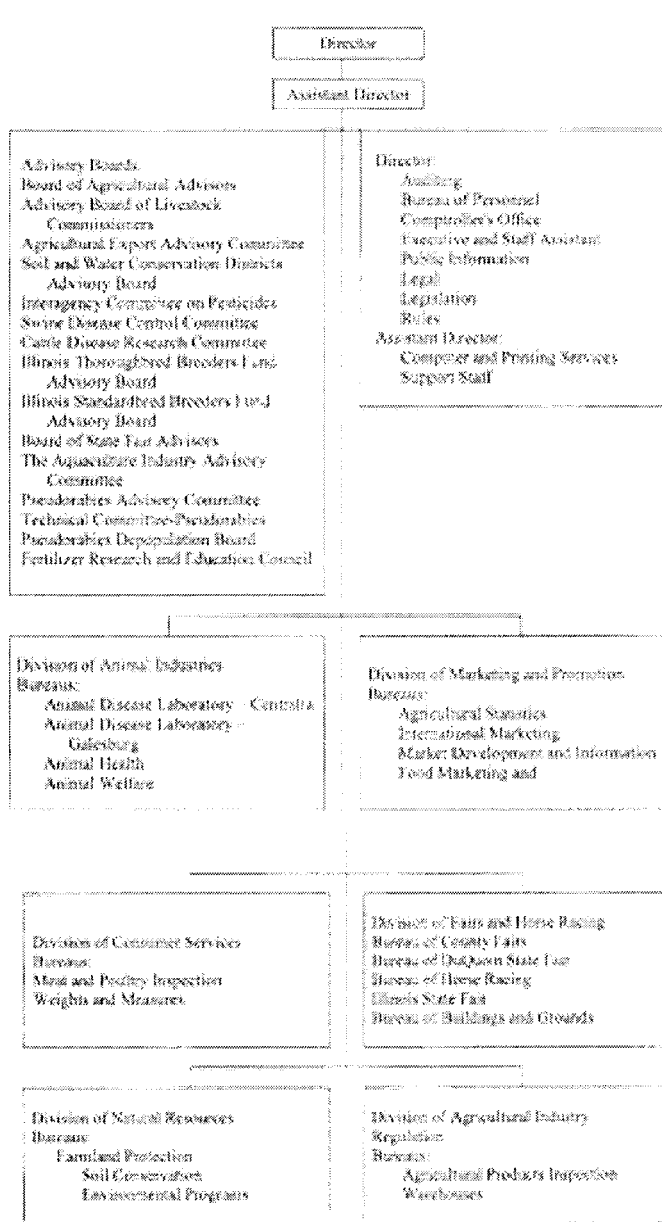 Director
Assistant Director
Advisory Boards
Board of Agricultural Advisors
Advisory Board of Livestock
Commissioners
Agricultural Export Advisory Committee
Soil and Water Conservation Districts
Advisory Board
Interagency Committee on Pesticides
Swine Disease Control Committee
Cattle Disease Research Committee
Illinois Thoroughbred Breeders Fund
Advisory Board
Illinois Standardbred Breeders Fund
Advisory Board
Board of State Fair Advisors
The Aquaculture Industry Advisory
Committee
Pseudorabies Advisory Committee
Technical Committee-Pseudorabies
Pseudorabies Depopulation Board
Fertilizer Research and Education Council
Director:
Auditing
Bureau of Personnel
Comptroller's Office
Executive and Staff Assistant
Public Information
Legal
Legislation
Rules
Assistant Director:
Computer and Printing Services
Support Staff
Division of Animal Industries
Bureaus:
Animal Disease Laboratory – Centralia
Animal Disease Laboratory –
Galesburg
Animal Health
Animal Welfare
Division of Marketing and Promotion
Bureaus:
Agricultural Statistics
International Marketing
Market Development and Information
Food Marketing and
Division of Consumer Services
Bureaus:
Meat and Poultry Inspection
Weights and Measures
Division of Fairs and Horse Racing
Bureau of County Fairs
Bureau of DuQuoin State Fair
Bureau of Horse Racing
Illinois State Fair
Bureau of Buildings and Grounds
Division of Natural Resources
Bureaus:
Farmland Protection
Soil Conservation
Environmental Programs
Division of Agricultural Industry
Regulation
Bureaus:
Agricultural Products Inspection
Warehouses